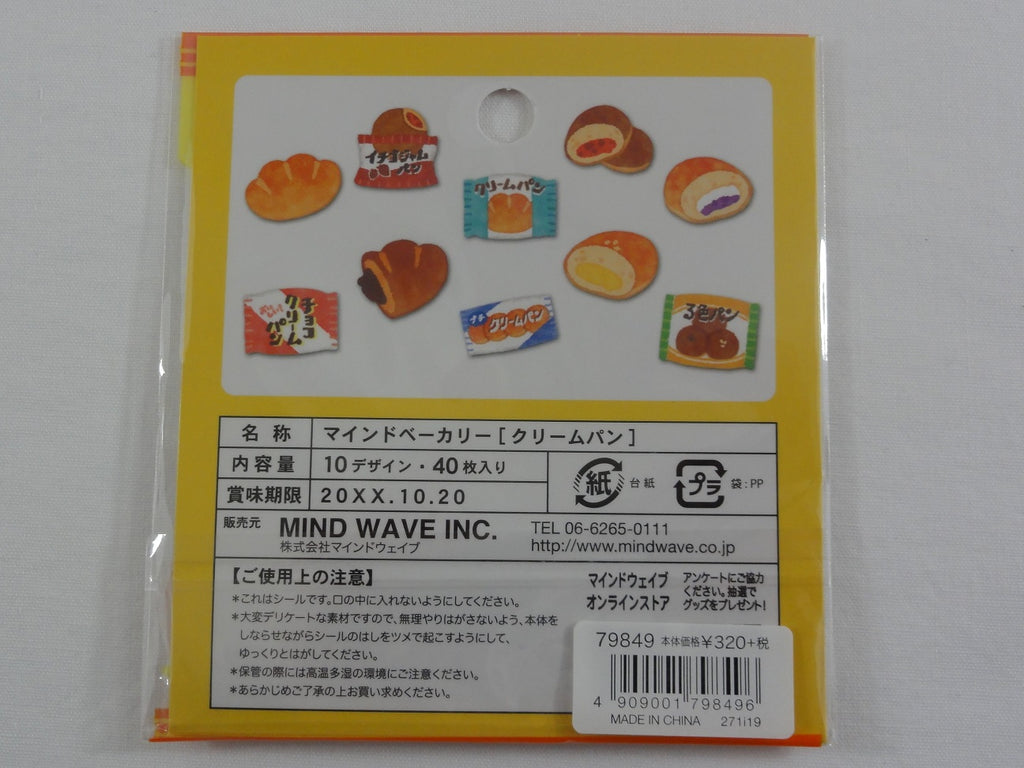 イチゴジャム
パン
クリームパン
チョコ
クリーム
パン
プチ
クリームパン
3色パン
名称 マインドベーカリー[クリームパン]
内容量 10デザイン・40枚入り
賞味期限 20XX.10.20
紙 台紙 プラ 袋:PP
販売元 MIND WAVE INC.
株式会社マインドウェイブ
TEL 06-6265-0111
http://www.mindwave.co.jp
【ご使用上の注意】
*これはシールです。口の中に入れないようにしてください。
*大変デリケートな素材ですので、無理やりはがさないよう、本体を
しならせながらシールのはしをツメで起こすようにして、
ゆっくりとはがしてください。
*保管の際には高温多湿の環境にご注意ください。
*あらかじめご了承の上お買い求めください。
マインドウェイブ
オンラインストア
アンケートにご協力
ください。抽選で
グッズをプレゼント!
79849 本体価格¥320+税
4 909001 798496
MADE IN CHINA 271i19